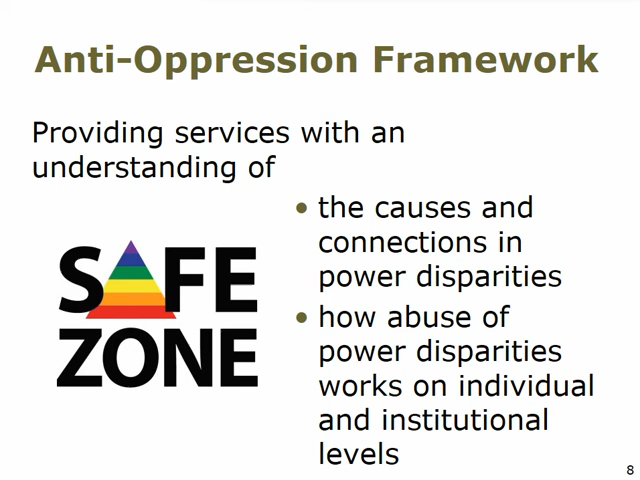 Anti-Oppression Framework
Providing services with an
understanding of
• the causes and
connections in
power disparities
• how abuse of
power disparities
works on individual
and institutional
levels
SAFE
ZONE
8